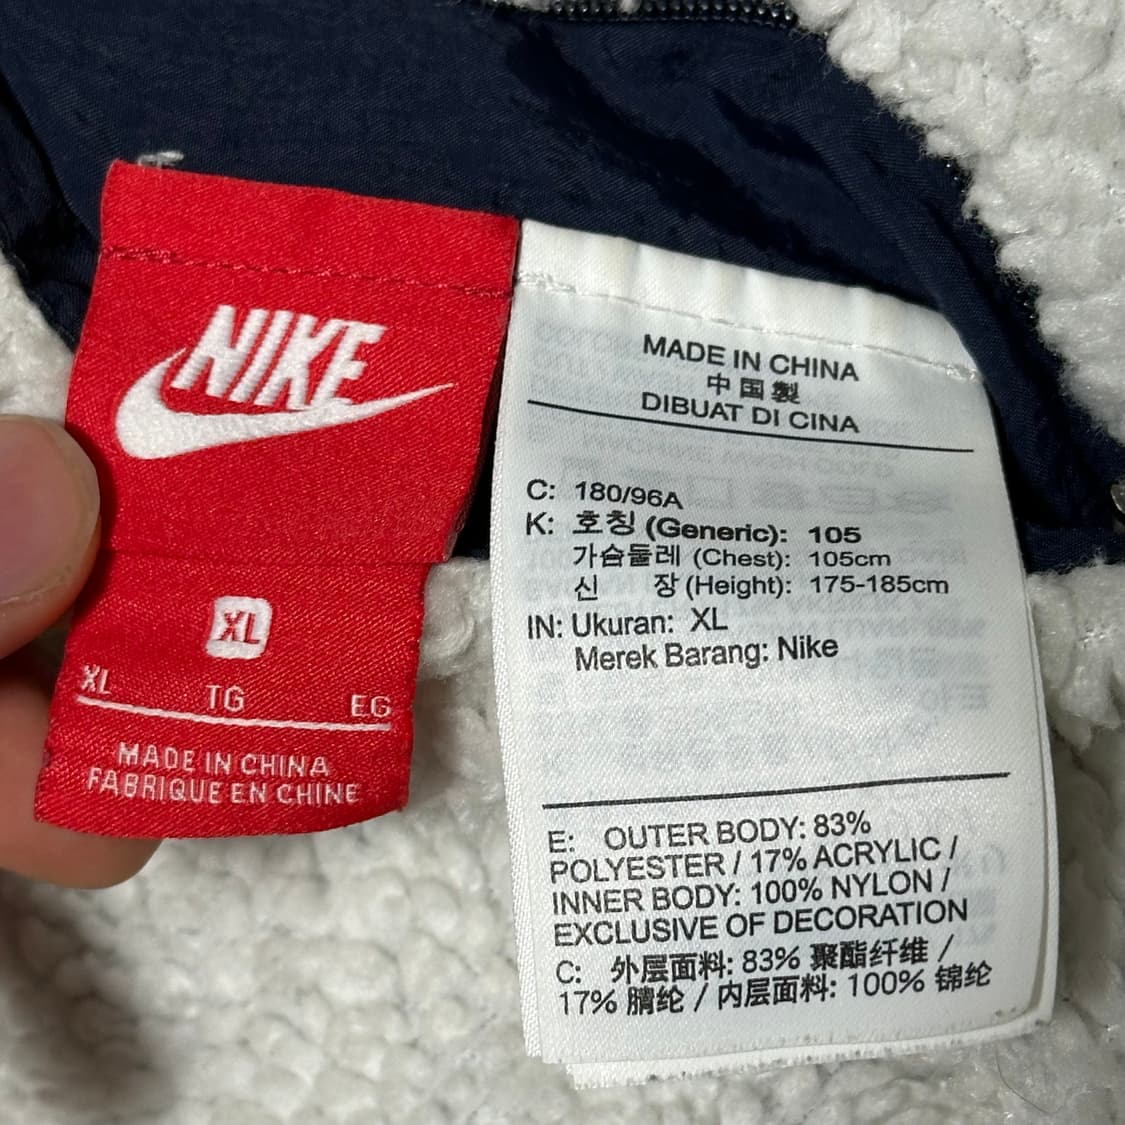 NIKE
XL
XL TG EG
MADE IN CHINA
FABRIQUE EN CHINE
MADE IN CHINA
中国製
DIBUAT DI CINA
C: 180/96A
K: 호칭 (Generic): 105
가슴둘레 (Chest): 105cm
신 장 (Height): 175-185cm
IN: Ukuran: XL
Merek Barang: Nike
E: OUTER BODY: 83%
POLYESTER / 17% ACRYLIC /
INNER BODY: 100% NYLON /
EXCLUSIVE OF DECORATION
C: 外层面料: 83% 聚酯纤维 /
17% 腈纶 / 内层面料: 100% 锦纶